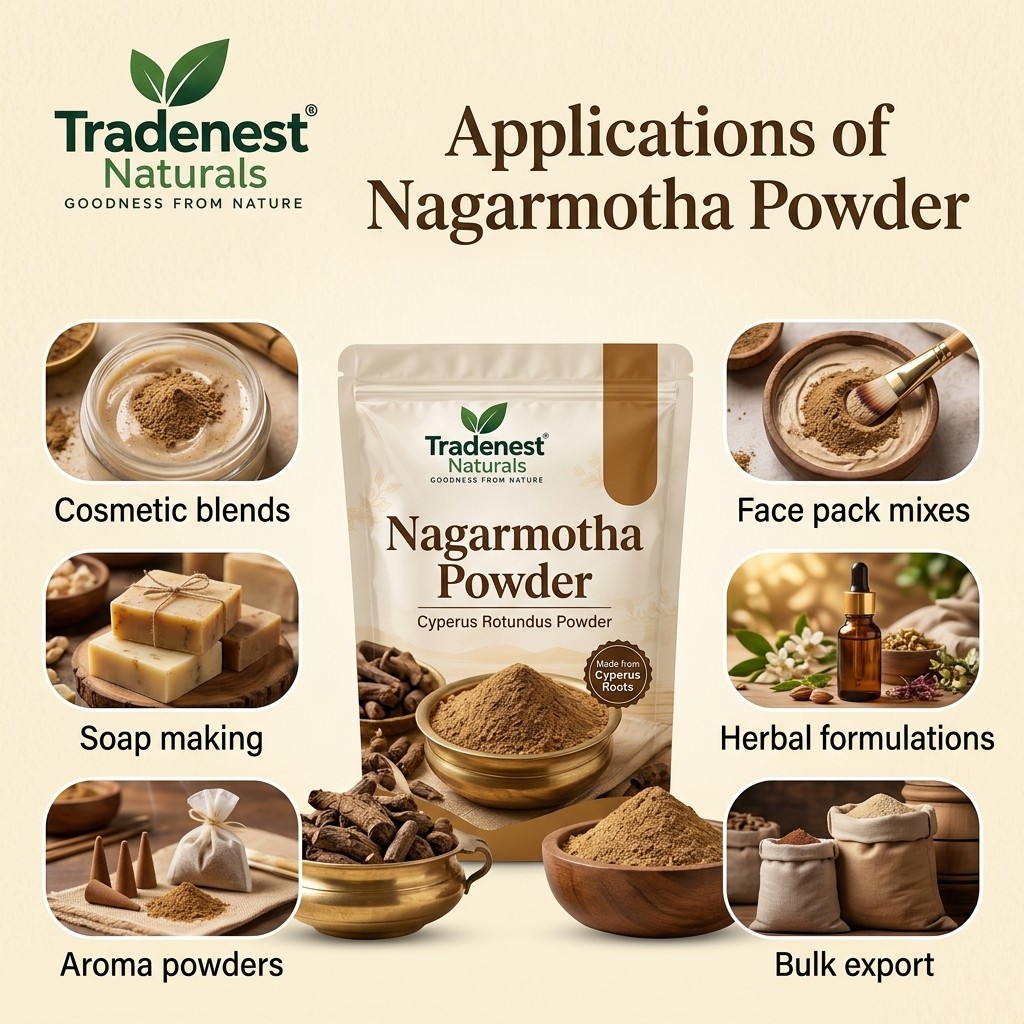 Tradenest®
Naturals
GOODNESS FROM NATURE
Applications of
Nagarmotha Powder
Cosmetic blends
Soap making
Aroma powders
Tradenest®
Naturals
GOODNESS FROM NATURE
Nagarmotha
Powder
Cyperus Rotundus Powder
Made from
Cyperus
Roots
Face pack mixes
Herbal formulations
Bulk export